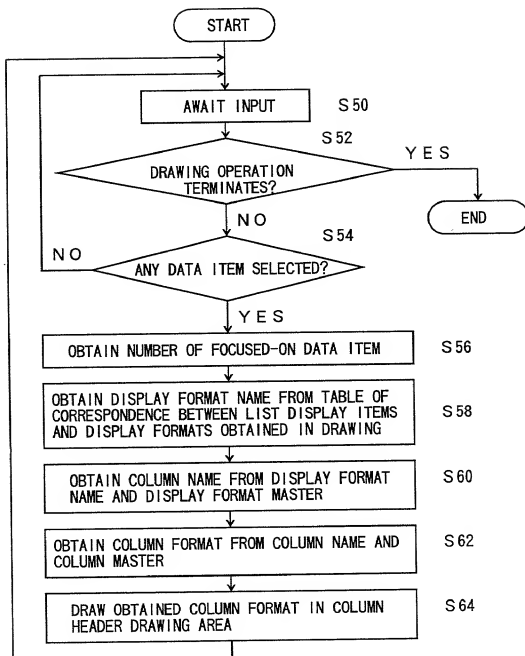 START
AWAIT INPUT
S50
S52
DRAWING OPERATION
TERMINATES?
YES
END
NO
S54
NO
ANY DATA ITEM SELECTED?
YES
OBTAIN NUMBER OF FOCUSED-ON DATA ITEM
S56
OBTAIN DISPLAY FORMAT NAME FROM TABLE OF
CORRESPONDENCE BETWEEN LIST DISPLAY ITEMS
AND DISPLAY FORMATS OBTAINED IN DRAWING
S58
OBTAIN COLUMN NAME FROM DISPLAY FORMAT
NAME AND DISPLAY FORMAT MASTER
S60
OBTAIN COLUMN FORMAT FROM COLUMN NAME AND
COLUMN MASTER
S62
DRAW OBTAINED COLUMN FORMAT IN COLUMN
HEADER DRAWING AREA
S64